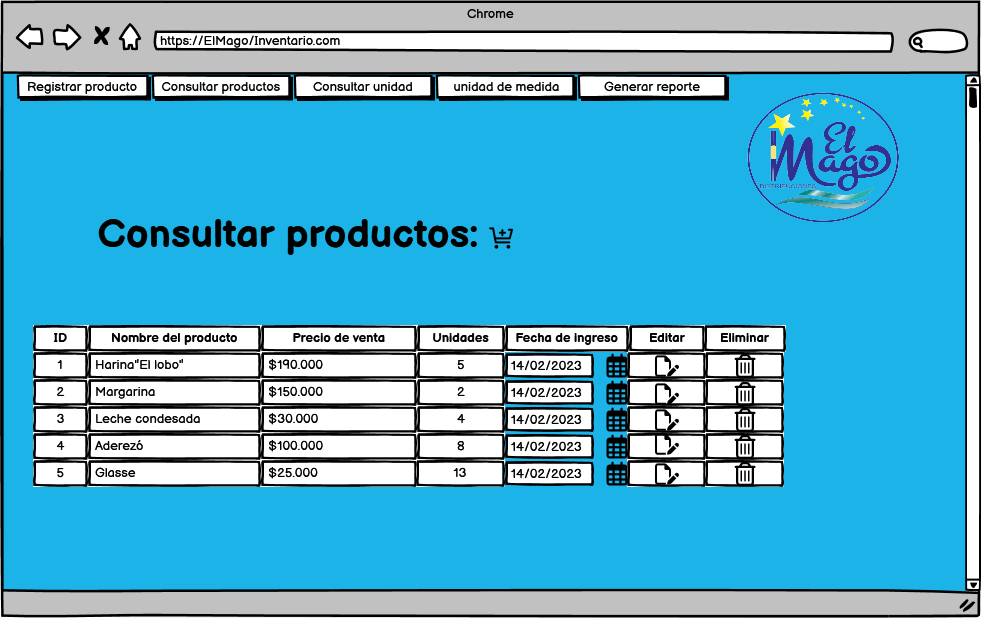 Chrome
https://ElMago/Inventario.com
Registrar producto Consultar productos Consultar unidad unidad de medida Generar reporte
El
Mago
DISTRIBUCIONES
Consultar productos:
ID Nombre del producto Precio de venta Unidades Fecha de ingreso Editar Eliminar
1 Harina"El lobo" $190.000 5 14/02/2023
2 Margarina $150.000 2 14/02/2023
3 Leche condesada $30.000 4 14/02/2023
4 Aderezó $100.000 8 14/02/2023
5 Glasse $25.000 13 14/02/2023